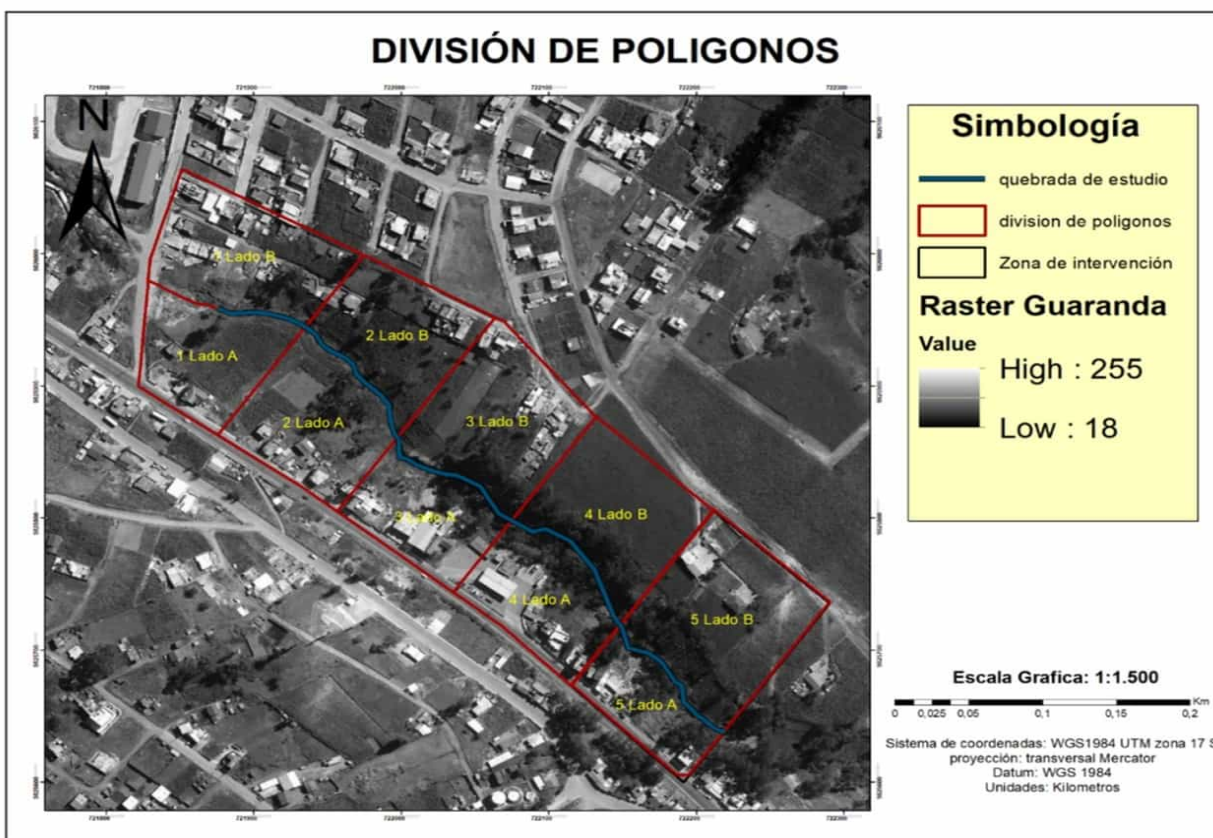 DIVISIÓN DE POLIGONOS
N
1 Lado B
1 Lado A
2 Lado B
2 Lado A
3 Lado B
3 Lado A
4 Lado B
4 Lado A
5 Lado B
5 Lado A
Simbología
quebrada de estudio
division de poligonos
Zona de intervención
Raster Guaranda
Value
High : 255
Low : 18
Escala Grafica: 1:1.500
Km
0 0,025 0,05 0,1 0,15 0,2
Sistema de coordenadas: WGS1984 UTM zona 17 S
proyección: transversal Mercator
Datum: WGS 1984
Unidades: Kilometros